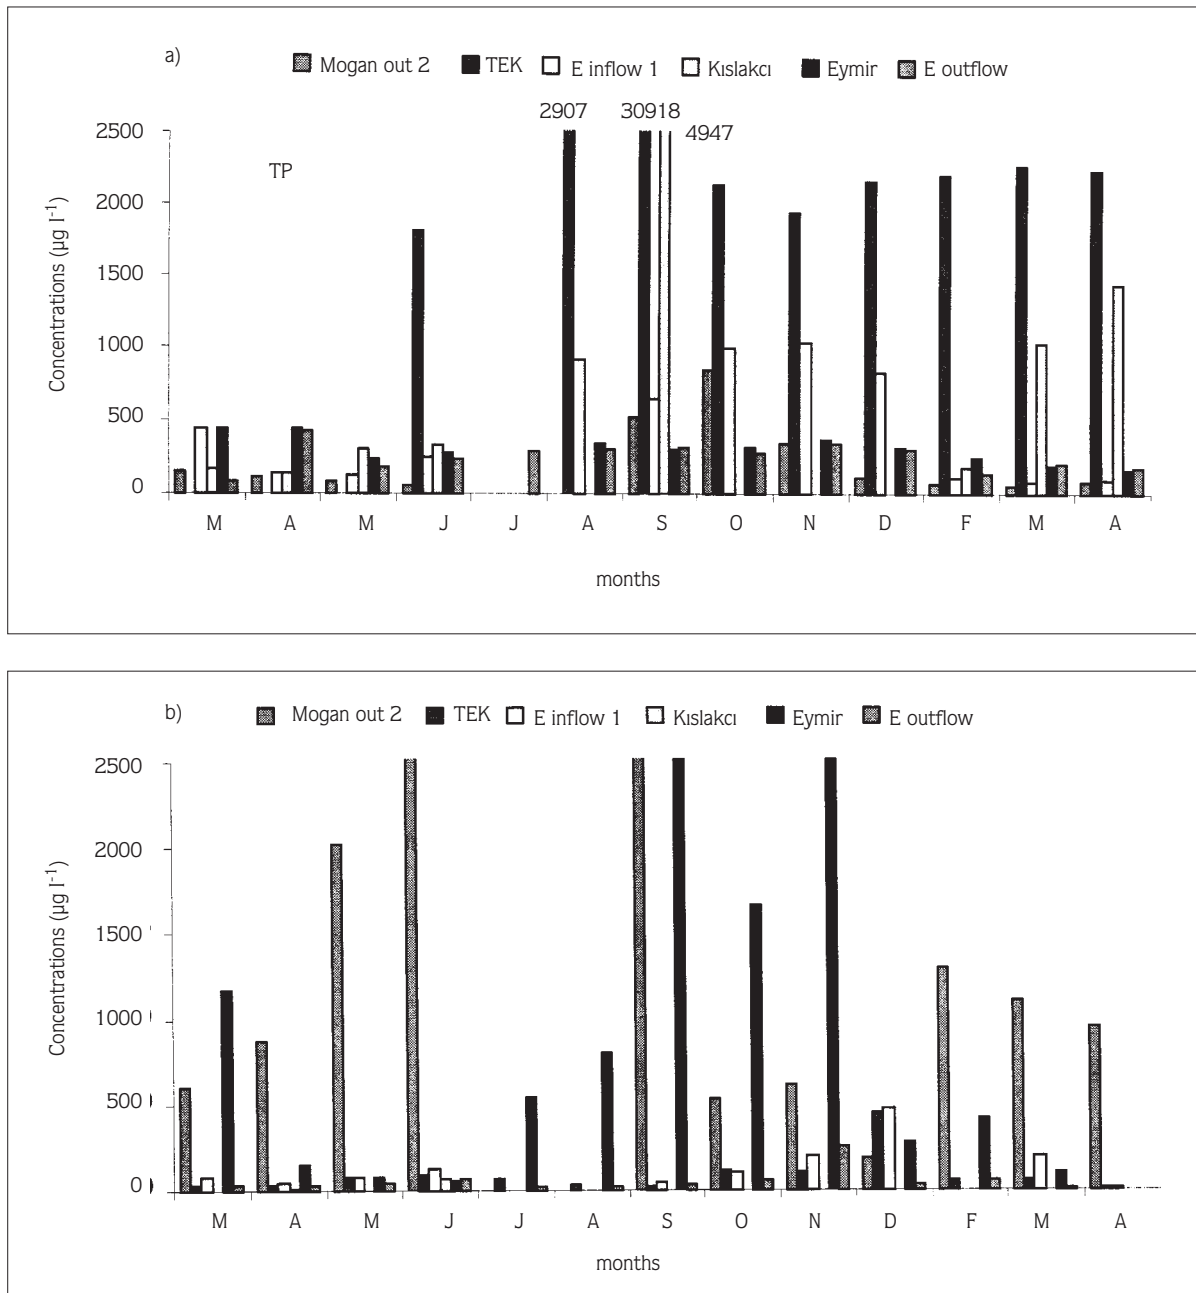 a)
Mogan out 2 TEK E inflow 1 Kıslakcı Eymir E outflow
2907 30918
4947
2500
TP
2000
1500
1000
500
0
Concentrations (µg l-1)
M A M J J A S O N D F M A
months
b)
Mogan out 2 TEK E inflow 1 Kıslakcı Eymir E outflow
2500
2000
1500
1000
500
0
Concentrations (µg l-1)
M A M J J A S O N D F M A
months